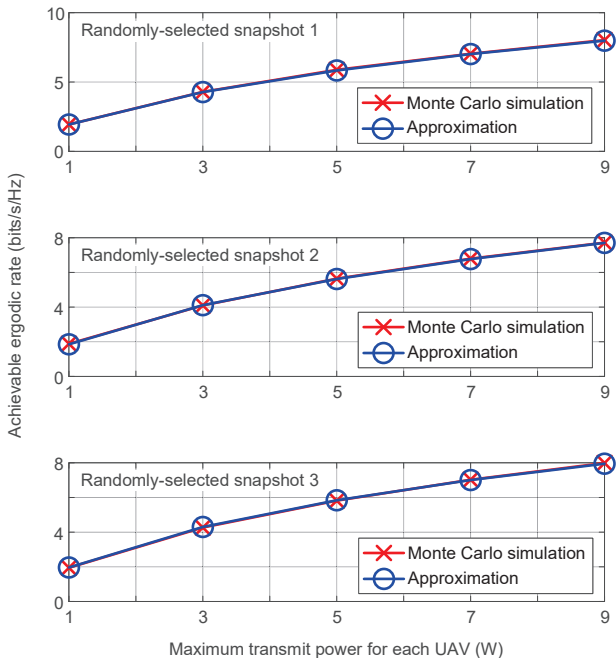 Achievable ergodic rate (bits/s/Hz)
10
5
0
Randomly-selected snapshot 1
Monte Carlo simulation
Approximation
1 3 5 7 9
8
4
0
Randomly-selected snapshot 2
Monte Carlo simulation
Approximation
1 3 5 7 9
8
4
0
Randomly-selected snapshot 3
Monte Carlo simulation
Approximation
1 3 5 7 9
Maximum transmit power for each UAV (W)